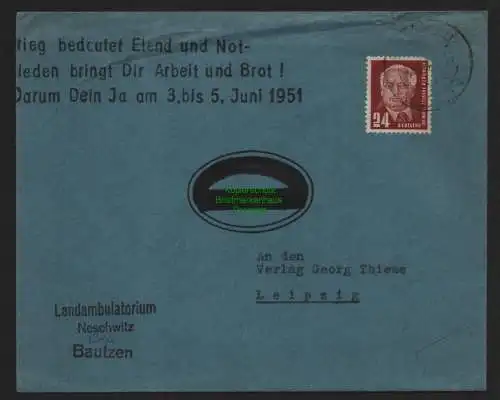 tieg bedeutet Elend und Not-
ieden bringt Dir Arbeit und Brot!
Darum Dein Ja am 3. bis 5. Juni 1951
24
An den
Verlag Georg Thieme
Leipzig
Landambulatorium
Neschwitz
Bautzen